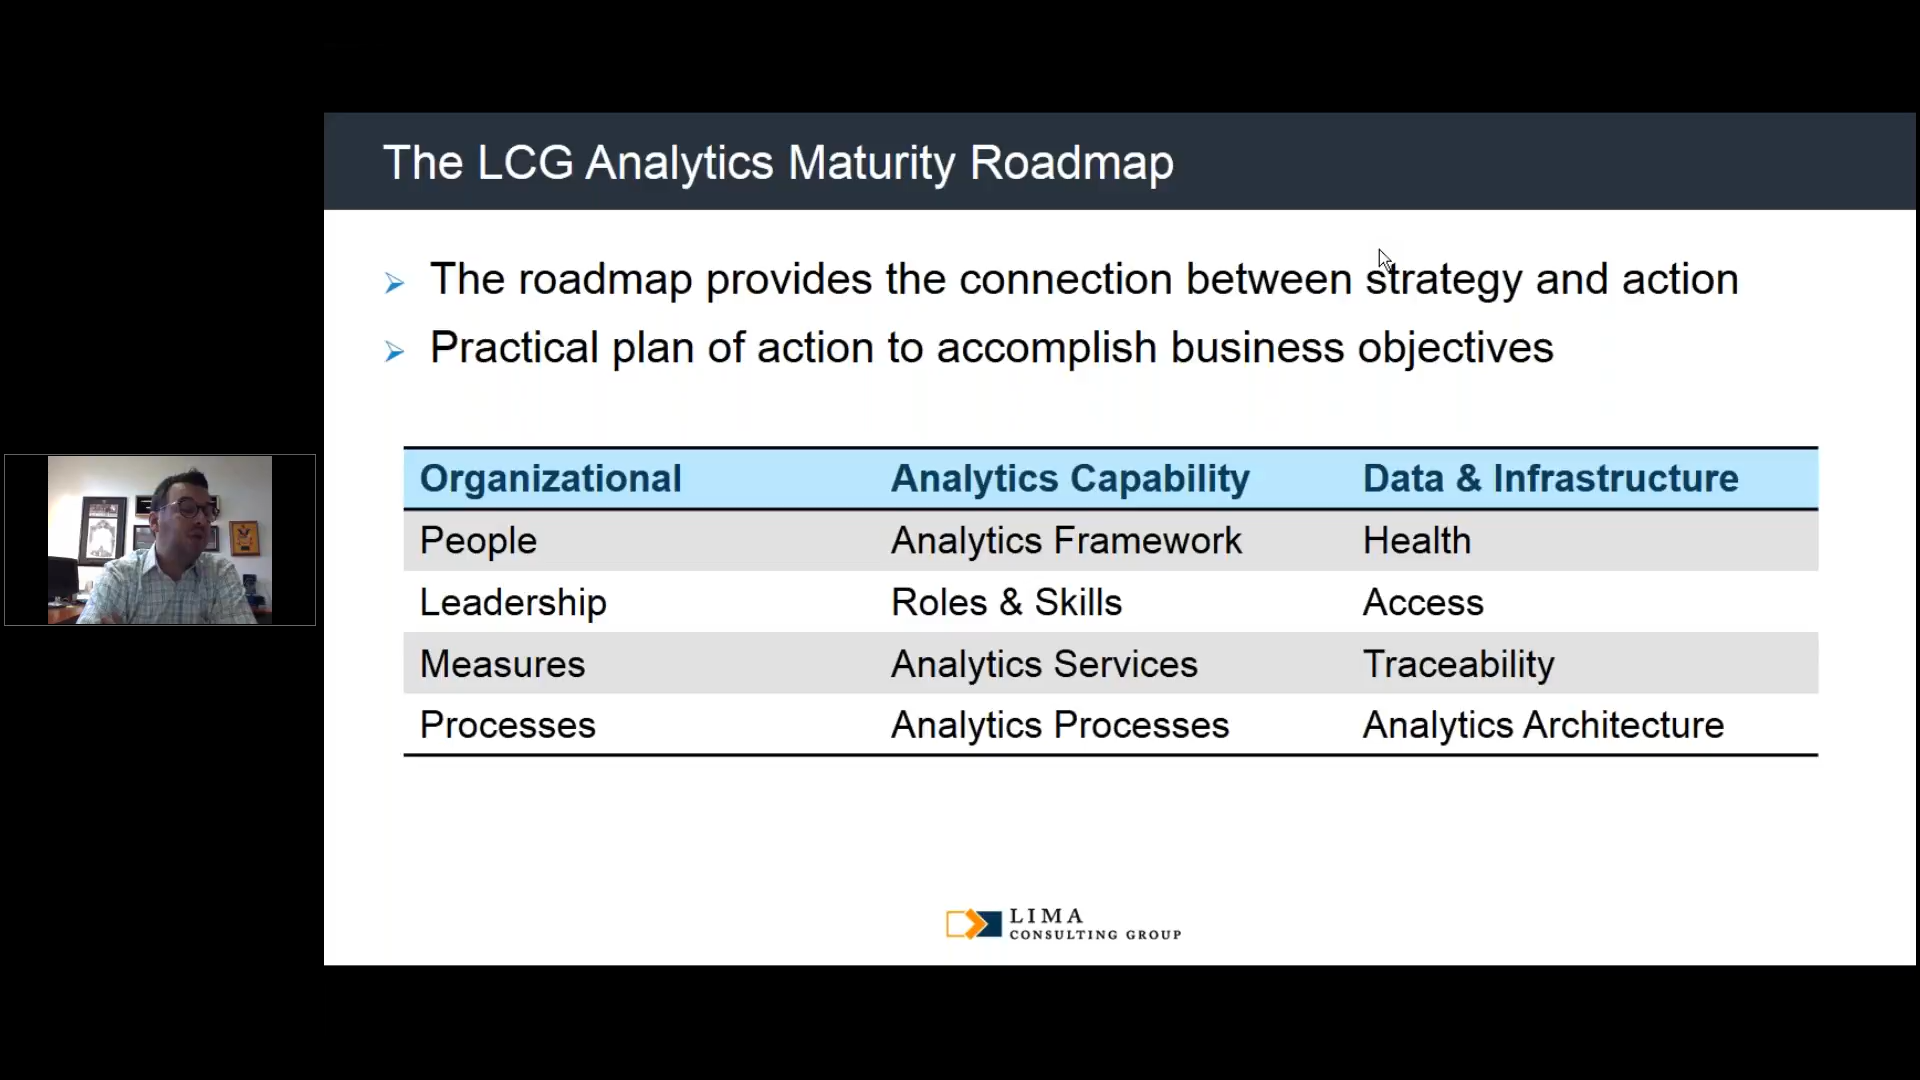 The LCG Analytics Maturity Roadmap
The roadmap provides the connection between strategy and action
Practical plan of action to accomplish business objectives
Organizational Analytics Capability Data & Infrastructure
People Analytics Framework Health
Leadership Roles & Skills Access
Measures Analytics Services Traceability
Processes Analytics Processes Analytics Architecture
LIMA
CONSULTING GROUP